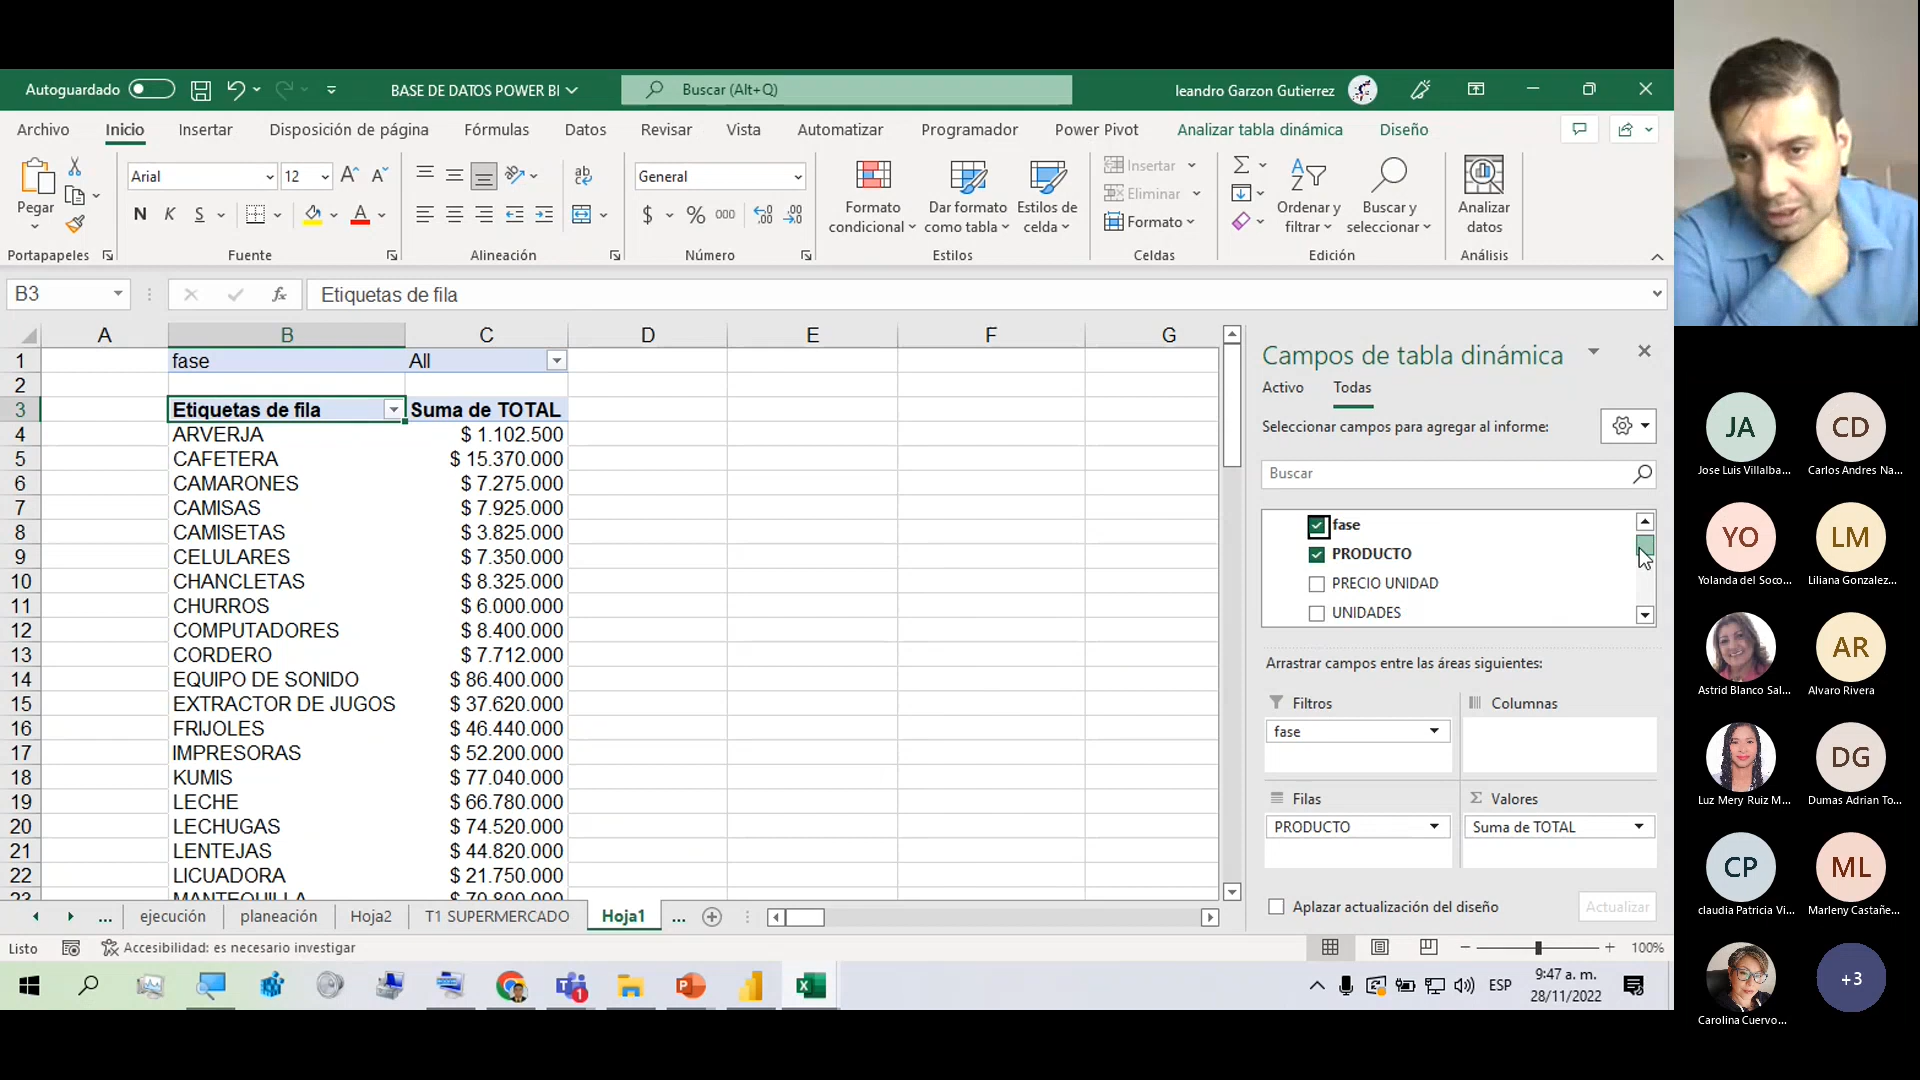 Autoguardado
BASE DE DATOS POWER BI
Buscar (Alt+Q)
leandro Garzon Gutierrez
Archivo Inicio Insertar Disposición de página Fórmulas Datos Revisar Vista Automatizar Programador Power Pivot Analizar tabla dinámica Diseño
Pegar
Portapapeles
Arial 12
N K S
Fuente
Alineación
General
$ % 000
Número
Formato condicional
Dar formato como tabla
Estilos de celda
Estilos
Insertar
Eliminar
Formato
Celdas
Ordenar y filtrar
Buscar y seleccionar
Edición
Analizar datos
Análisis
B3
fx
Etiquetas de fila
A B C D E F G
1 fase All
2
3 Etiquetas de fila Suma de TOTAL
4 ARVERJA $ 1.102.500
5 CAFETERA $ 15.370.000
6 CAMARONES $ 7.275.000
7 CAMISAS $ 7.925.000
8 CAMISETAS $ 3.825.000
9 CELULARES $ 7.350.000
10 CHANCLETAS $ 8.325.000
11 CHURROS $ 6.000.000
12 COMPUTADORES $ 8.400.000
13 CORDERO $ 7.712.000
14 EQUIPO DE SONIDO $ 86.400.000
15 EXTRACTOR DE JUGOS $ 37.620.000
16 FRIJOLES $ 46.440.000
17 IMPRESORAS $ 52.200.000
18 KUMIS $ 77.040.000
19 LECHE $ 66.780.000
20 LECHUGAS $ 74.520.000
21 LENTEJAS $ 44.820.000
22 LICUADORA $ 21.750.000
23 MANTEQUILLA $ 70.800.000
Campos de tabla dinámica
Activo Todas
Seleccionar campos para agregar al informe:
Buscar
fase
PRODUCTO
PRECIO UNIDAD
UNIDADES
Arrastrar campos entre las áreas siguientes:
Filtros
fase
Columnas
Filas
PRODUCTO
Σ Valores
Suma de TOTAL
Aplazar actualización del diseño
Actualizar
... ejecución planeación Hoja2 T1 SUPERMERCADO Hoja1 ...
Listo
Accesibilidad: es necesario investigar
100%
ESP
9:47 a. m.
28/11/2022
JA
Jose Luis Villalba...
CD
Carlos Andres Na...
YO
Yolanda del Soco...
LM
Liliana Gonzalez...
Astrid Blanco Sal...
AR
Alvaro Rivera
Luz Mery Ruiz M...
DG
Dumas Adrian To...
CP
claudia Patricia Vi...
ML
Marleny Castañe...
Carolina Cuervo...
+3